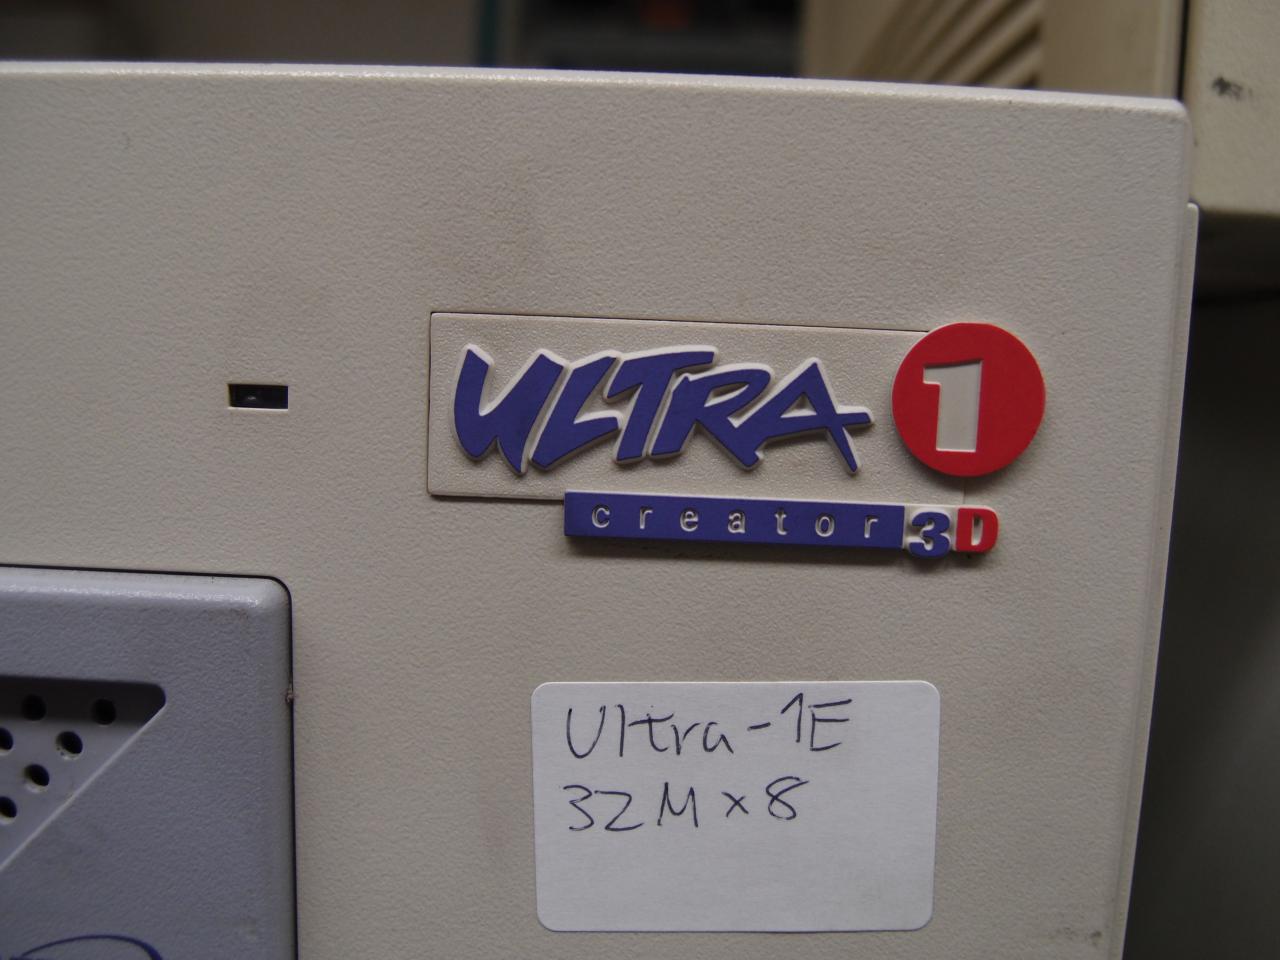 ULTRA 1
creator 3D
Ultra-1E
32M x 8